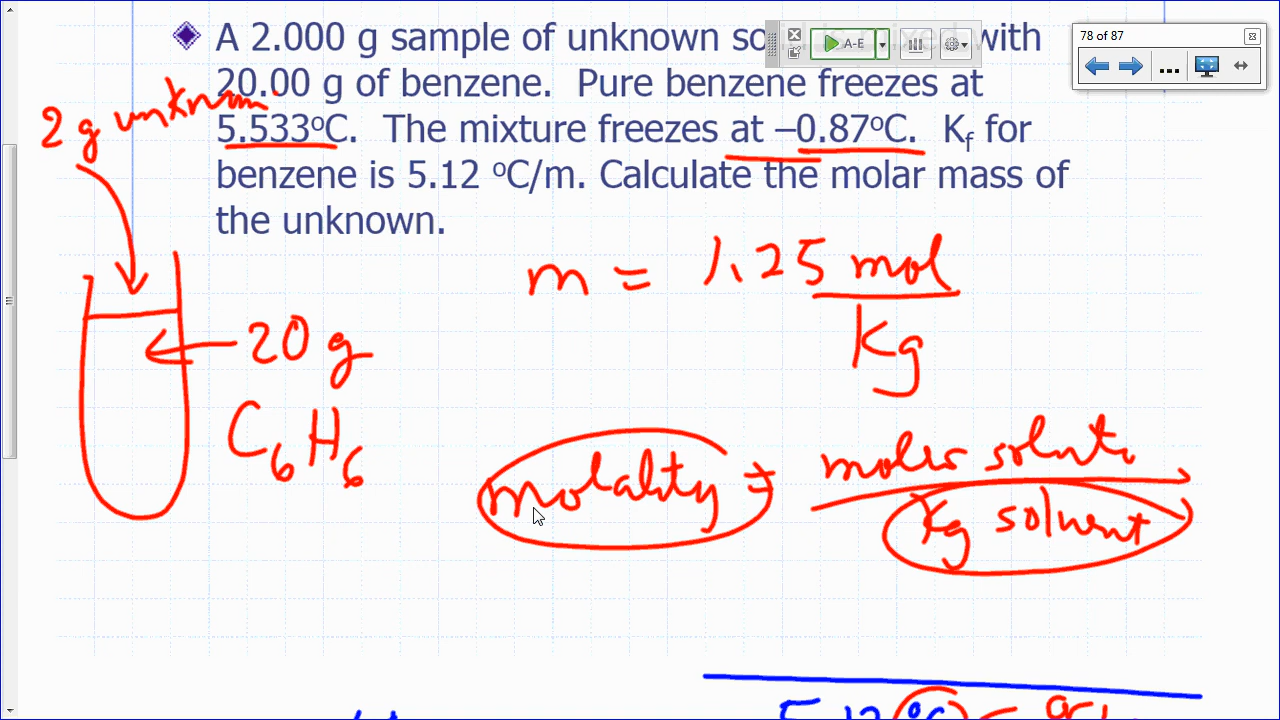 A 2.000 g sample of unknown with
20.00 g of benzene. Pure benzene freezes at
5.533°C. The mixture freezes at –0.87°C. Kf for
benzene is 5.12 °C/m. Calculate the molar mass of
the unknown.
A-E
78 of 87
2 g unknown
m = 1.25 mol
kg
20 g
C6H6
molality = moles solute
kg solvent
5.12 °C